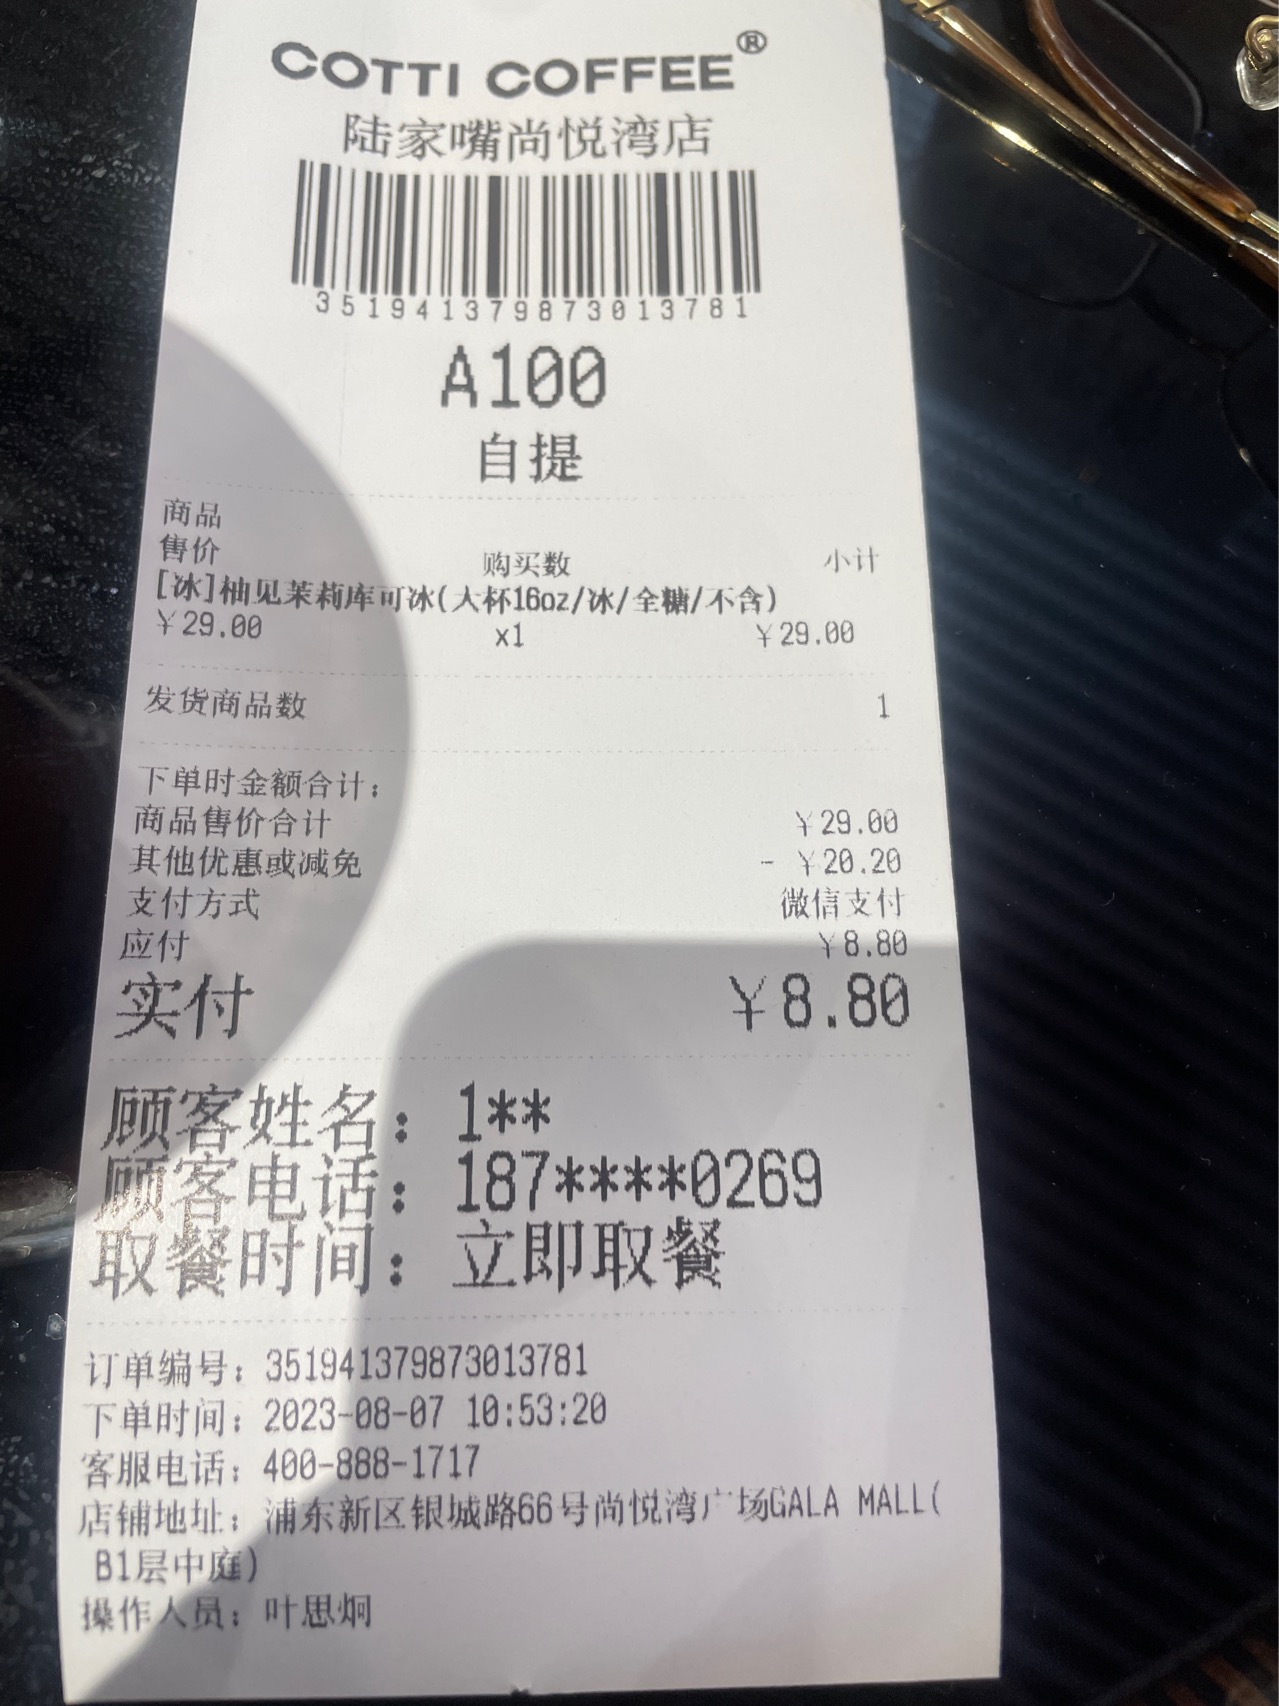 COTTI COFFEE®
陆家嘴尚悦湾店
351941379873013781
A100
自提
商品
售价 购买数 小计
[冰]柚见茉莉库可冰(大杯16oz/冰/全糖/不含)
￥29.00 x1 ￥29.00
发货商品数 1
下单时金额合计：
商品售价合计 ￥29.00
其他优惠或减免 - ￥20.20
支付方式 微信支付
应付 ￥8.80
实付 ￥8.80
顾客姓名：1**
顾客电话：187****0269
取餐时间：立即取餐
订单编号：351941379873013781
下单时间：2023-08-07 10:53:20
客服电话：400-888-1717
店铺地址：浦东新区银城路66号尚悦湾广场GALA MALL(
B1层中庭)
操作人员：叶思炯